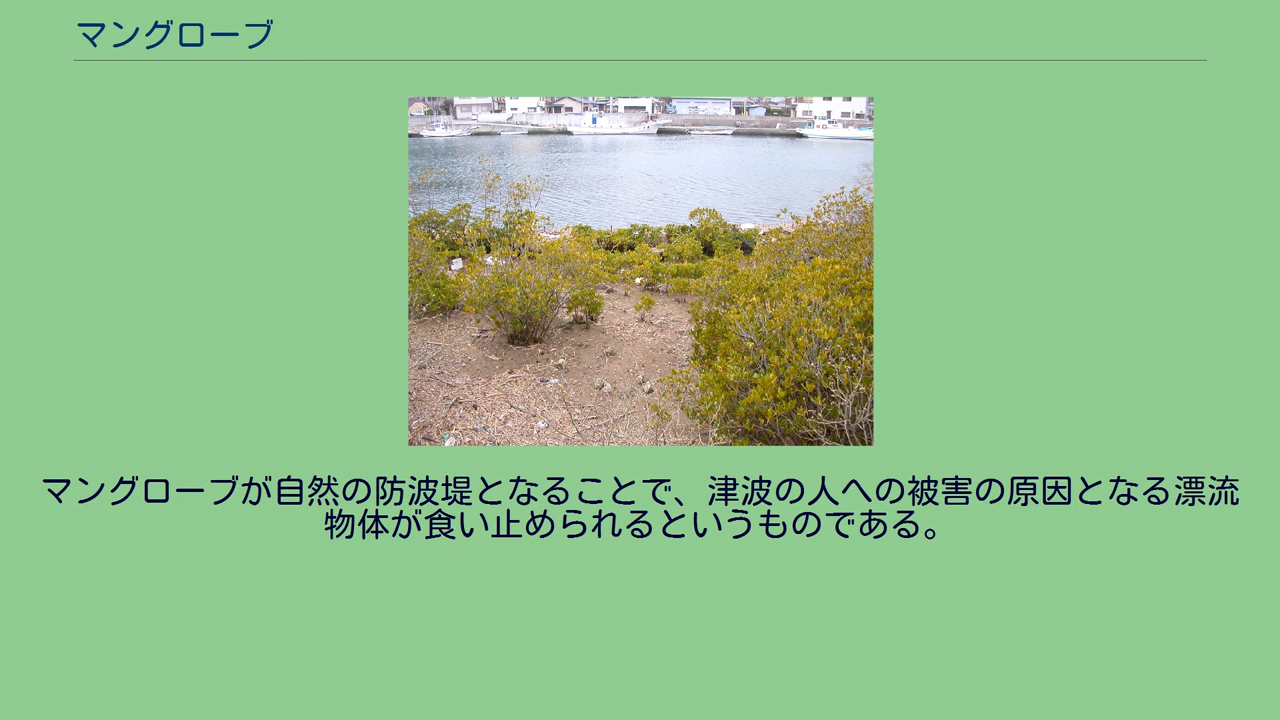 マングローブ
マングローブが自然の防波堤となることで、津波の人への被害の原因となる漂流
物体が食い止められるというものである。